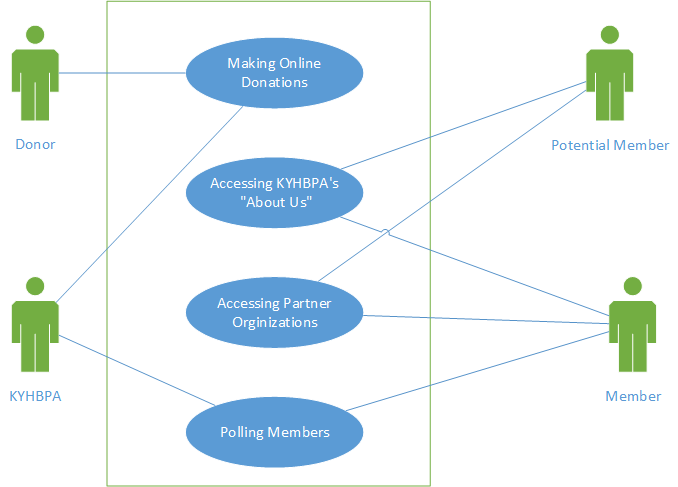 Making Online
Donations
Donor
Potential Member
Accessing KYHBPA's
"About Us"
Accessing Partner
Orginizations
KYHBPA
Member
Polling Members